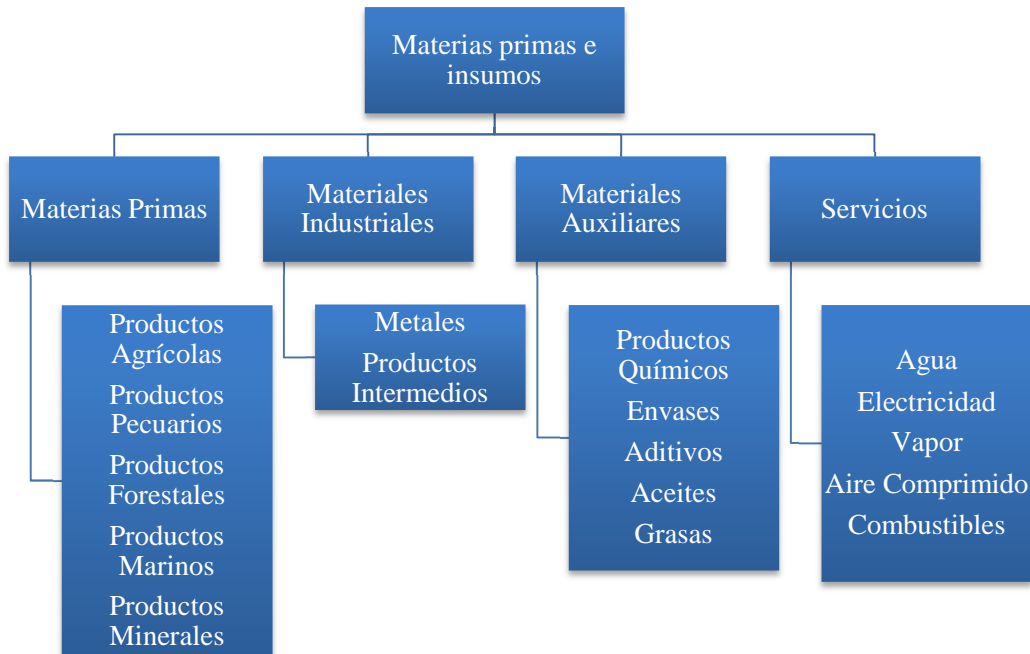 Materias primas e
insumos
Materias Primas
Materiales
Industriales
Materiales
Auxiliares
Servicios
Productos
Agrícolas
Productos
Pecuarios
Productos
Forestales
Productos
Marinos
Productos
Minerales
Metales
Productos
Intermedios
Productos
Químicos
Envases
Aditivos
Aceites
Grasas
Agua
Electricidad
Vapor
Aire Comprimido
Combustibles